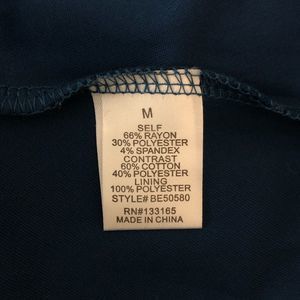 M
SELF
66% RAYON
30% POLYESTER
4% SPANDEX
CONTRAST
60% COTTON
40% POLYESTER
LINING
100% POLYESTER
STYLE# BE50580
RN#133165
MADE IN CHINA